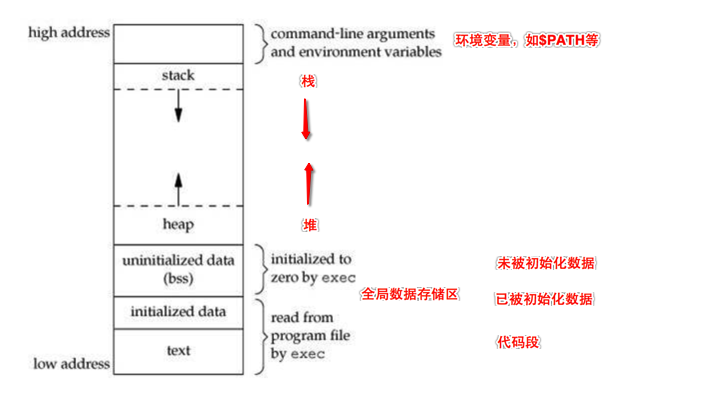 high address
command-line arguments
and environment variables
环境变量，如$PATH等
stack
栈
heap
堆
uninitialized data
(bss)
initialized to
zero by exec
未被初始化数据
全局数据存储区
已被初始化数据
initialized data
read from
program file
by exec
text
代码段
low address